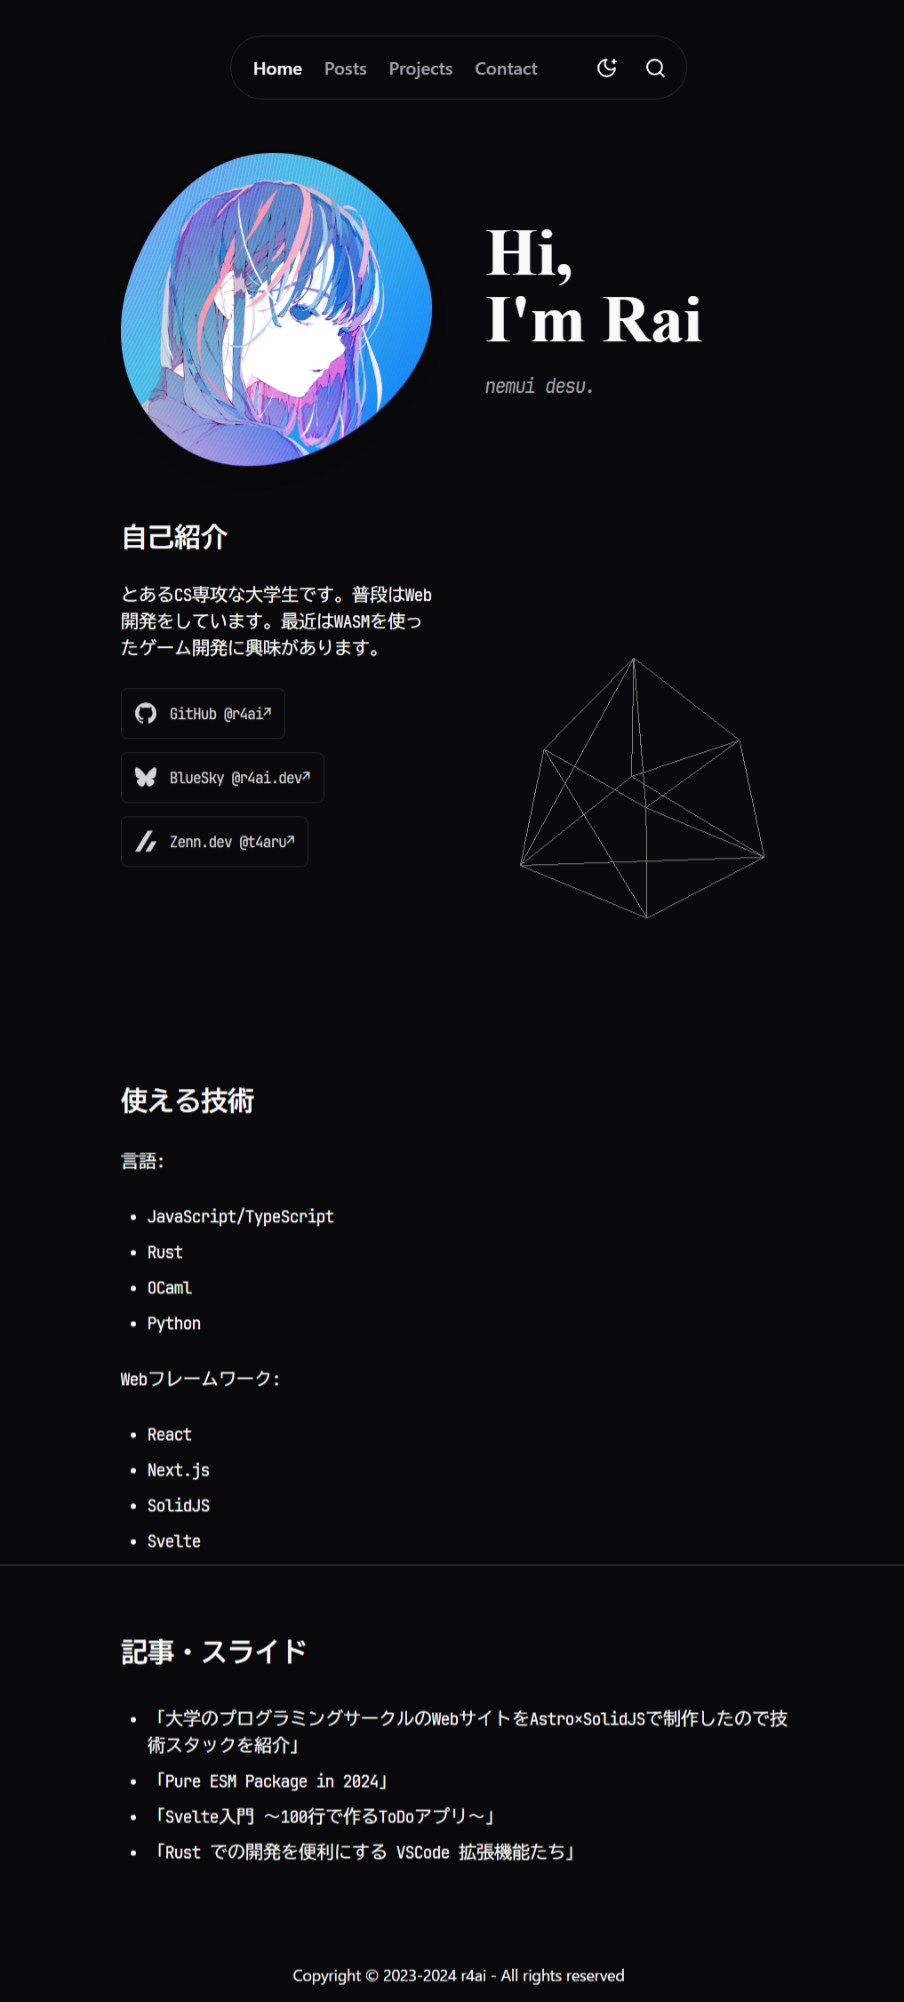 Home Posts Projects Contact
Hi,
I'm Rai
nemui desu.
自己紹介
とあるCS専攻な大学生です。普段はWeb
開発をしています。最近はWASMを使っ
たゲーム開発に興味があります。
GitHub @r4ai↗
BlueSky @r4ai.dev↗
Zenn.dev @t4aru↗
使える技術
言語:
• JavaScript/TypeScript
• Rust
• OCaml
• Python
Webフレームワーク:
• React
• Next.js
• SolidJS
• Svelte
記事・スライド
• 「大学のプログラミングサークルのWebサイトをAstro×SolidJSで制作したので技
術スタックを紹介」
• 「Pure ESM Package in 2024」
• 「Svelte入門 〜100行で作るToDoアプリ〜」
• 「Rust での開発を便利にする VSCode 拡張機能たち」
Copyright © 2023-2024 r4ai - All rights reserved